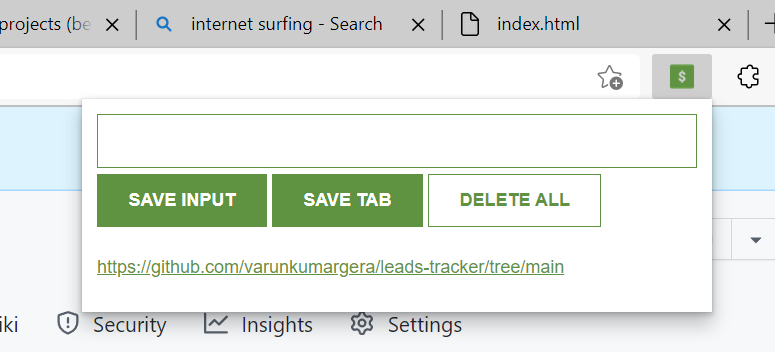 projects (be
internet surfing - Search
index.html
$
SAVE INPUT
SAVE TAB
DELETE ALL
https://github.com/varunkumargera/leads-tracker/tree/main
iki
Security
Insights
Settings